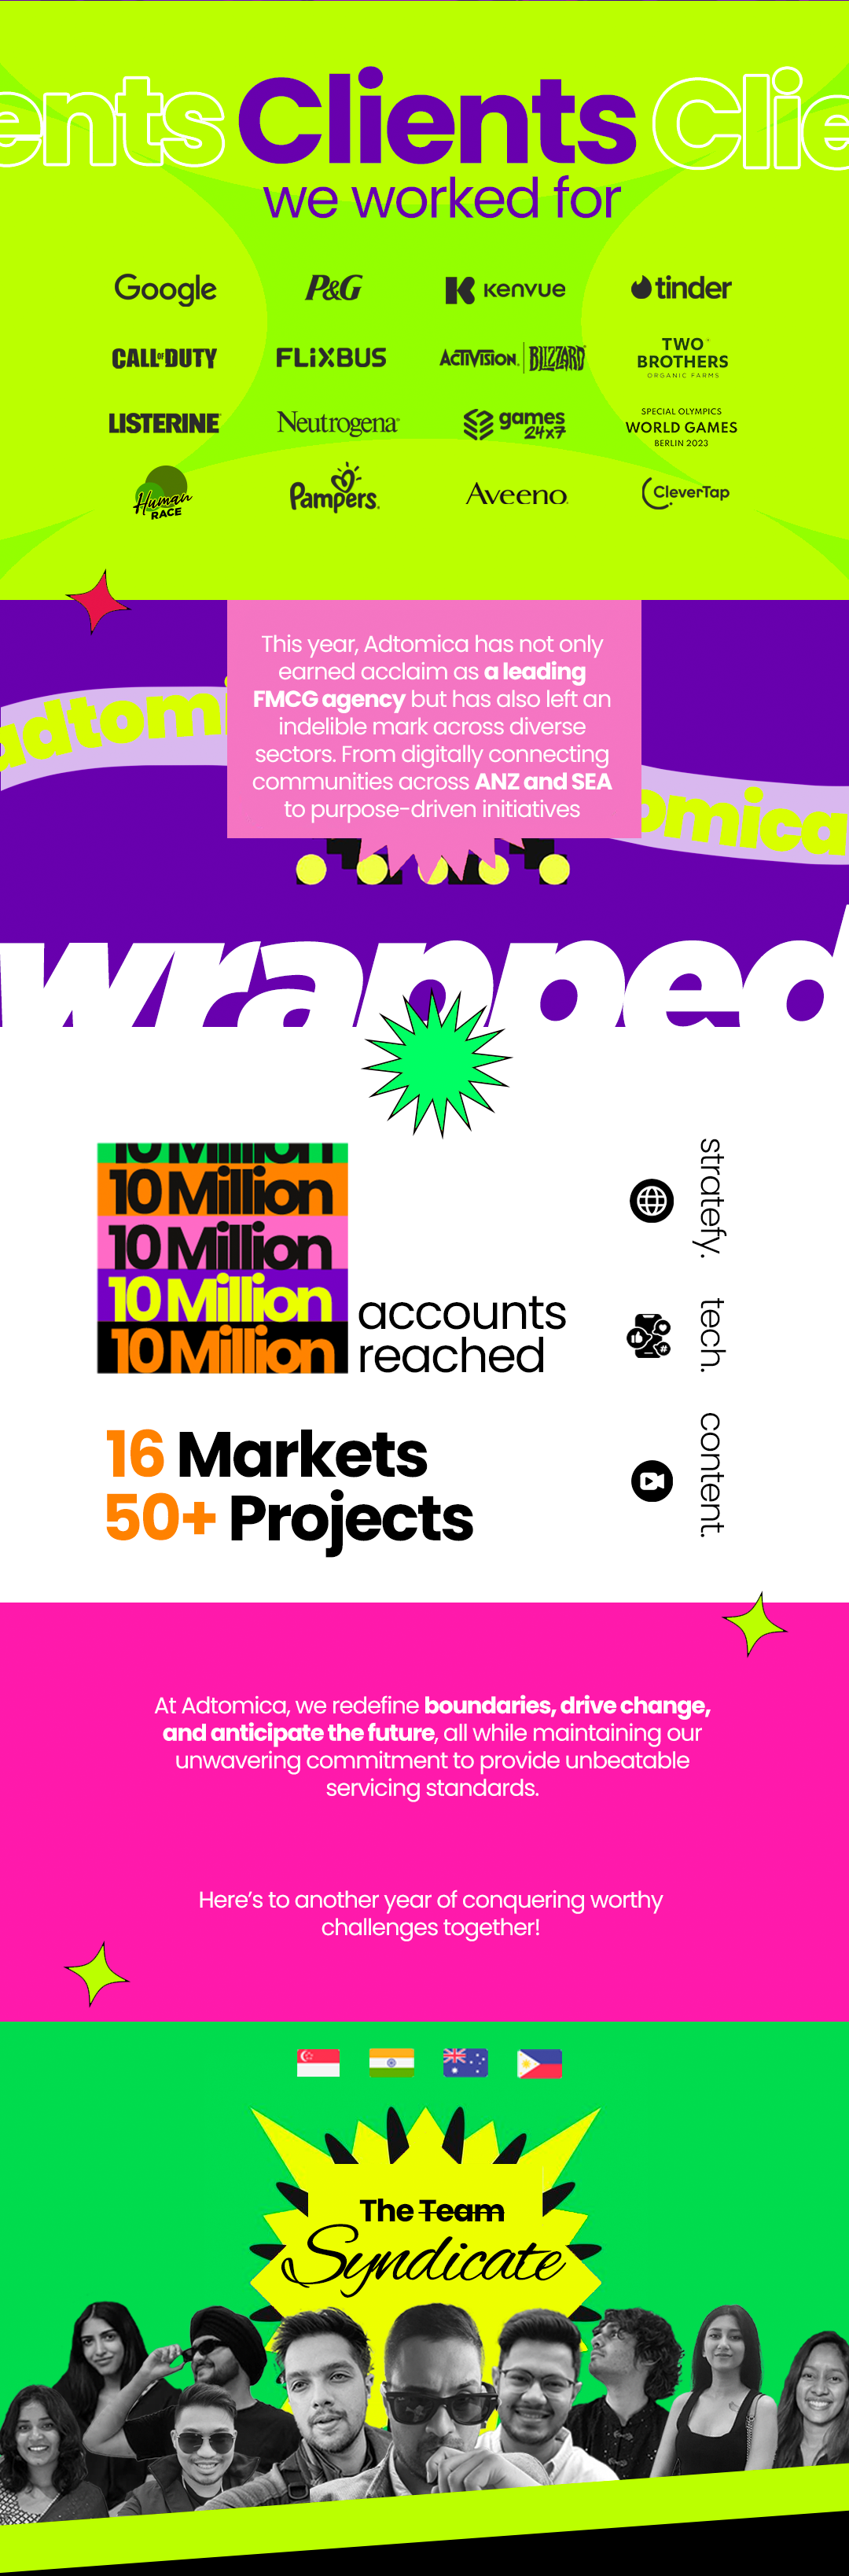 ents Clients Clie
we worked for
Google P&G Kenvue tinder
CALL OF DUTY FLiXBUS ACTIVISION BLIZZARD TWO BROTHERS ORGANIC FARMS
LISTERINE Neutrogena games 24x7 SPECIAL OLYMPICS WORLD GAMES BERLIN 2023
Human RACE Pampers Aveeno CleverTap
This year, Adtomica has not only
earned acclaim as a leading
FMCG agency but has also left an
indelible mark across diverse
sectors. From digitally connecting
communities across ANZ and SEA
to purpose-driven initiatives
adtomi
omica
wrapped
10 Million
10 Million
10 Million
10 Million
10 Million
accounts
reached
16 Markets
50+ Projects
stratefy.
tech.
content.
At Adtomica, we redefine boundaries, drive change,
and anticipate the future, all while maintaining our
unwavering commitment to provide unbeatable
servicing standards.
Here's to another year of conquering worthy
challenges together!
The Team
Syndicate